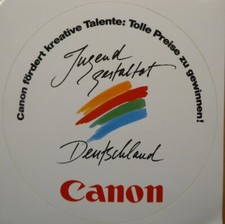 Canon fördert kreative Talente: Tolle Preise zu gewinnen!
Jugend
gestaltet
Deutschland
Canon